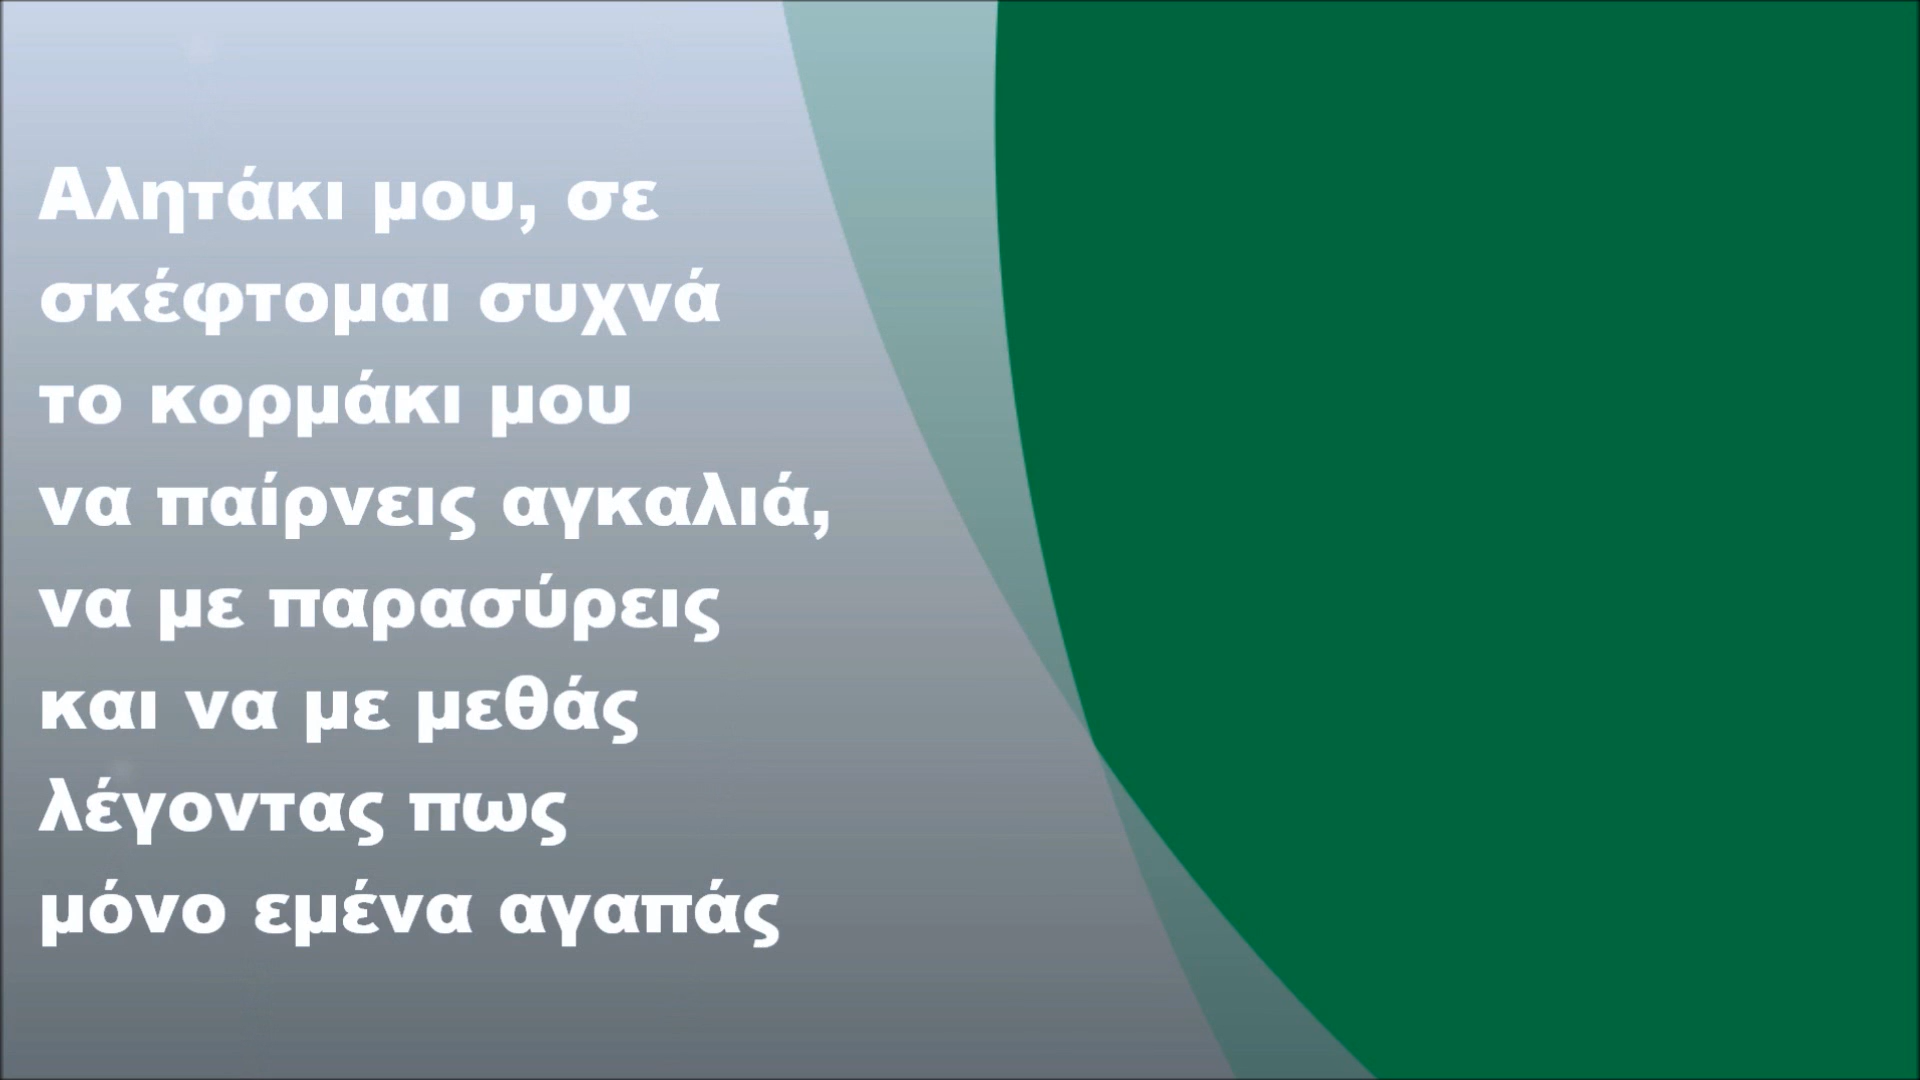 Αλητάκι μου, σε
σκέφτομαι συχνά
το κορμάκι μου
να παίρνεις αγκαλιά,
να με παρασύρεις
και να με μεθάς
λέγοντας πως
μόνο εμένα αγαπάς